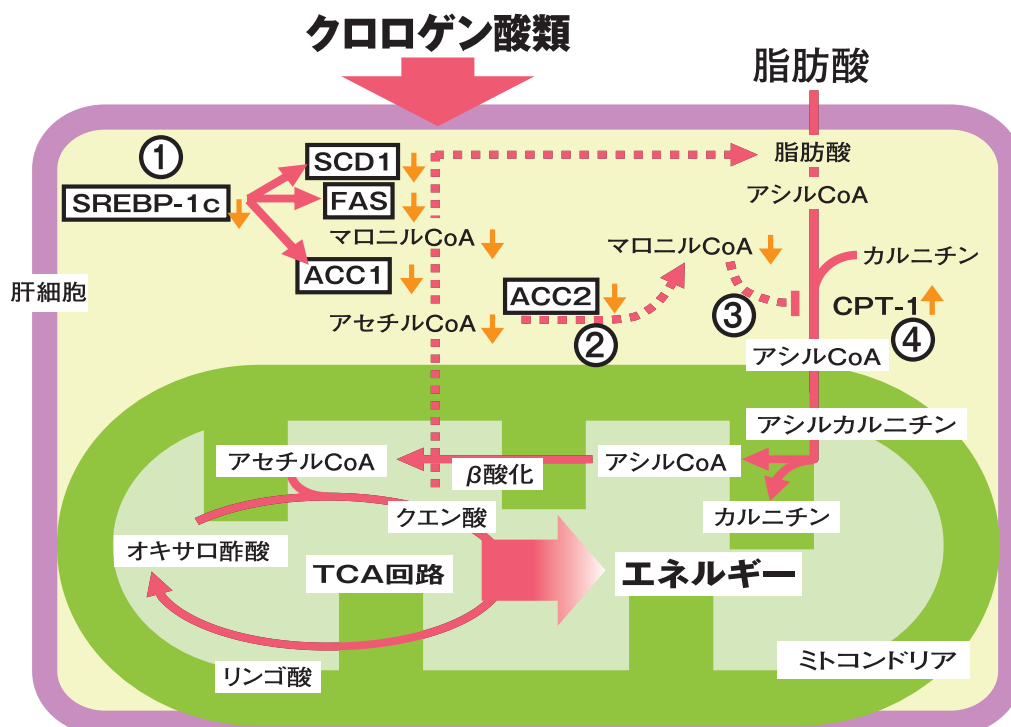 クロロゲン酸類
脂肪酸
①
SCD1
脂肪酸
SREBP-1c
FAS
アシルCoA
マロニルCoA
マロニルCoA
カルニチン
肝細胞
ACC1
ACC2
③
CPT-1
アセチルCoA
②
④
アシルCoA
アシルカルニチン
アセチルCoA
β酸化
アシルCoA
クエン酸
カルニチン
オキサロ酢酸
TCA回路
エネルギー
リンゴ酸
ミトコンドリア